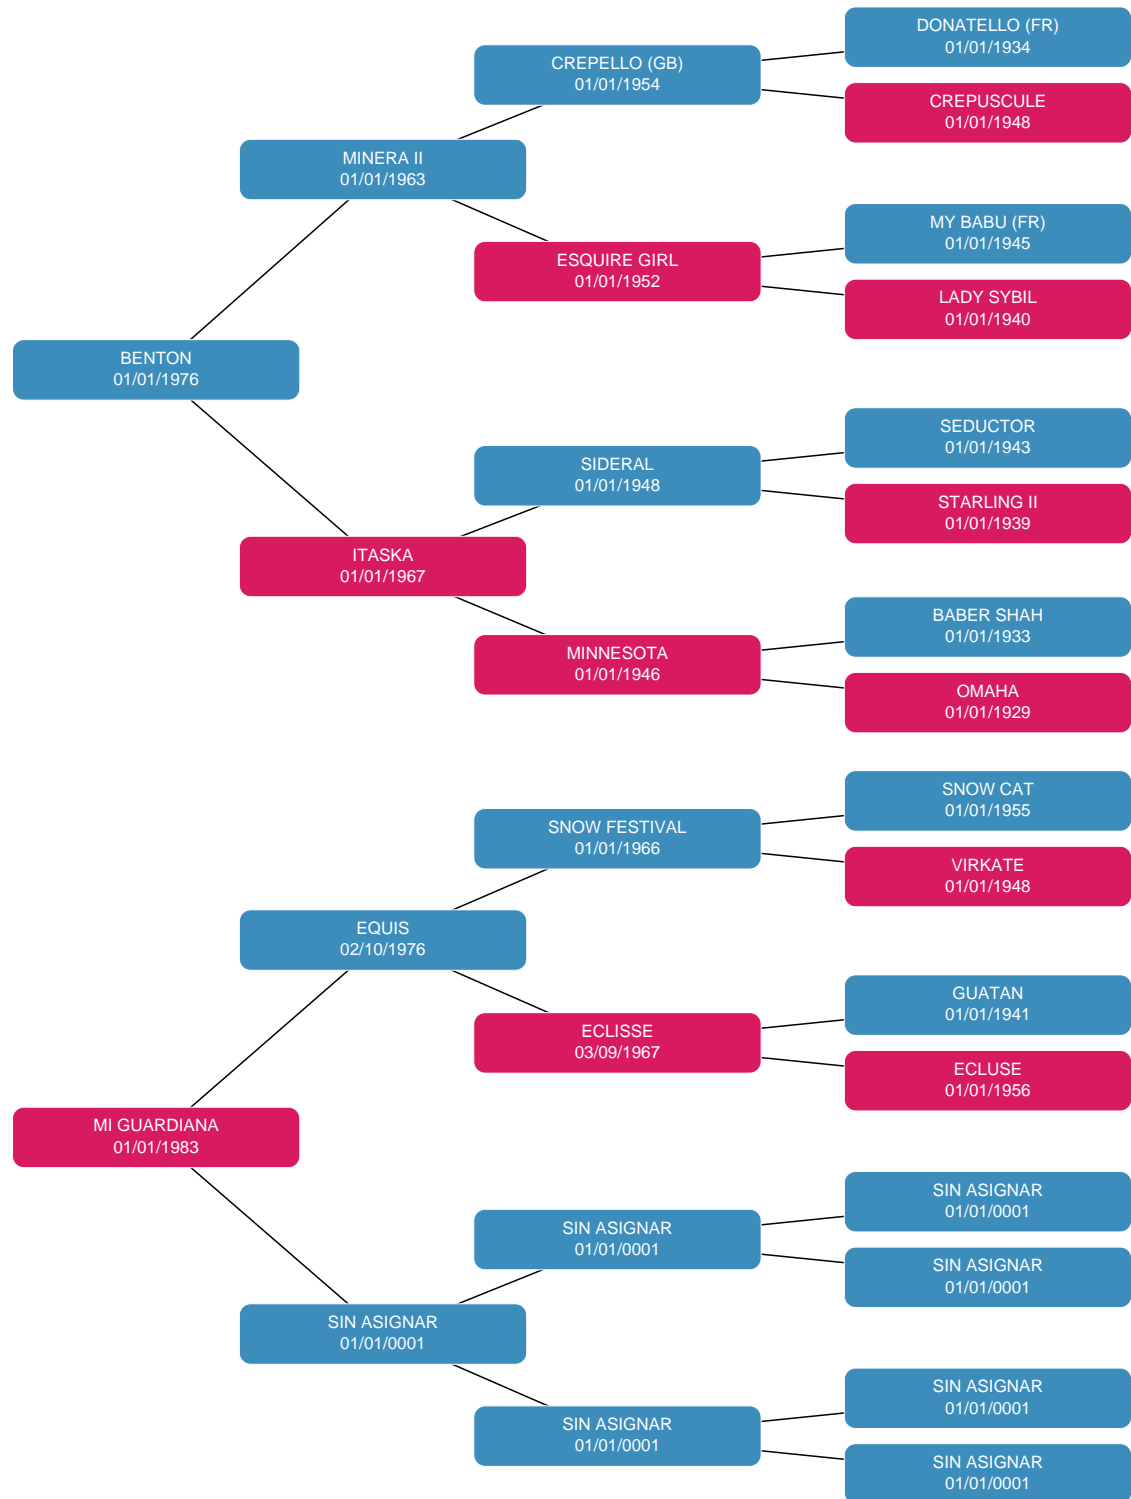 DONATELLO (FR)
01/01/1934
CREPELLO (GB)
01/01/1954
CREPUSCULE
01/01/1948
MINERA II
01/01/1963
MY BABU (FR)
01/01/1945
ESQUIRE GIRL
01/01/1952
LADY SYBIL
01/01/1940
BENTON
01/01/1976
SEDUCTOR
01/01/1943
SIDERAL
01/01/1948
STARLING II
01/01/1939
ITASKA
01/01/1967
BABER SHAH
01/01/1933
MINNESOTA
01/01/1946
OMAHA
01/01/1929
SNOW CAT
01/01/1955
SNOW FESTIVAL
01/01/1966
VIRKATE
01/01/1948
EQUIS
02/10/1976
GUATAN
01/01/1941
ECLISSE
03/09/1967
ECLUSE
01/01/1956
MI GUARDIANA
01/01/1983
SIN ASIGNAR
01/01/0001
SIN ASIGNAR
01/01/0001
SIN ASIGNAR
01/01/0001
SIN ASIGNAR
01/01/0001
SIN ASIGNAR
01/01/0001
SIN ASIGNAR
01/01/0001
SIN ASIGNAR
01/01/0001